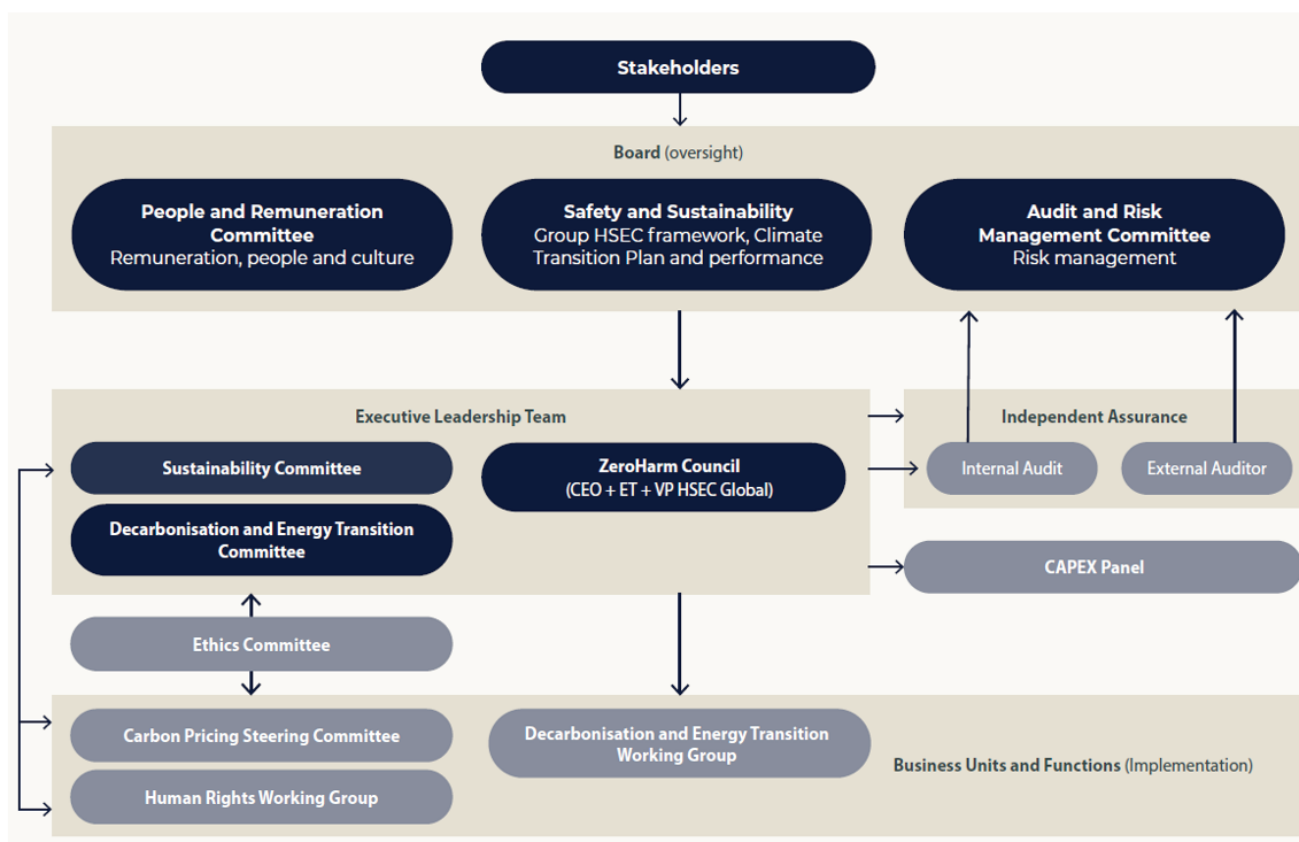 Stakeholders
Board (oversight)
People and Remuneration
Committee
Remuneration, people and culture
Safety and Sustainability
Group HSEC framework, Climate
Transition Plan and performance
Audit and Risk
Management Committee
Risk management
Executive Leadership Team
Sustainability Committee
Decarbonisation and Energy Transition
Committee
ZeroHarm Council
(CEO + ET + VP HSEC Global)
Independent Assurance
Internal Audit
External Auditor
CAPEX Panel
Ethics Committee
Carbon Pricing Steering Committee
Human Rights Working Group
Decarbonisation and Energy Transition
Working Group
Business Units and Functions (Implementation)